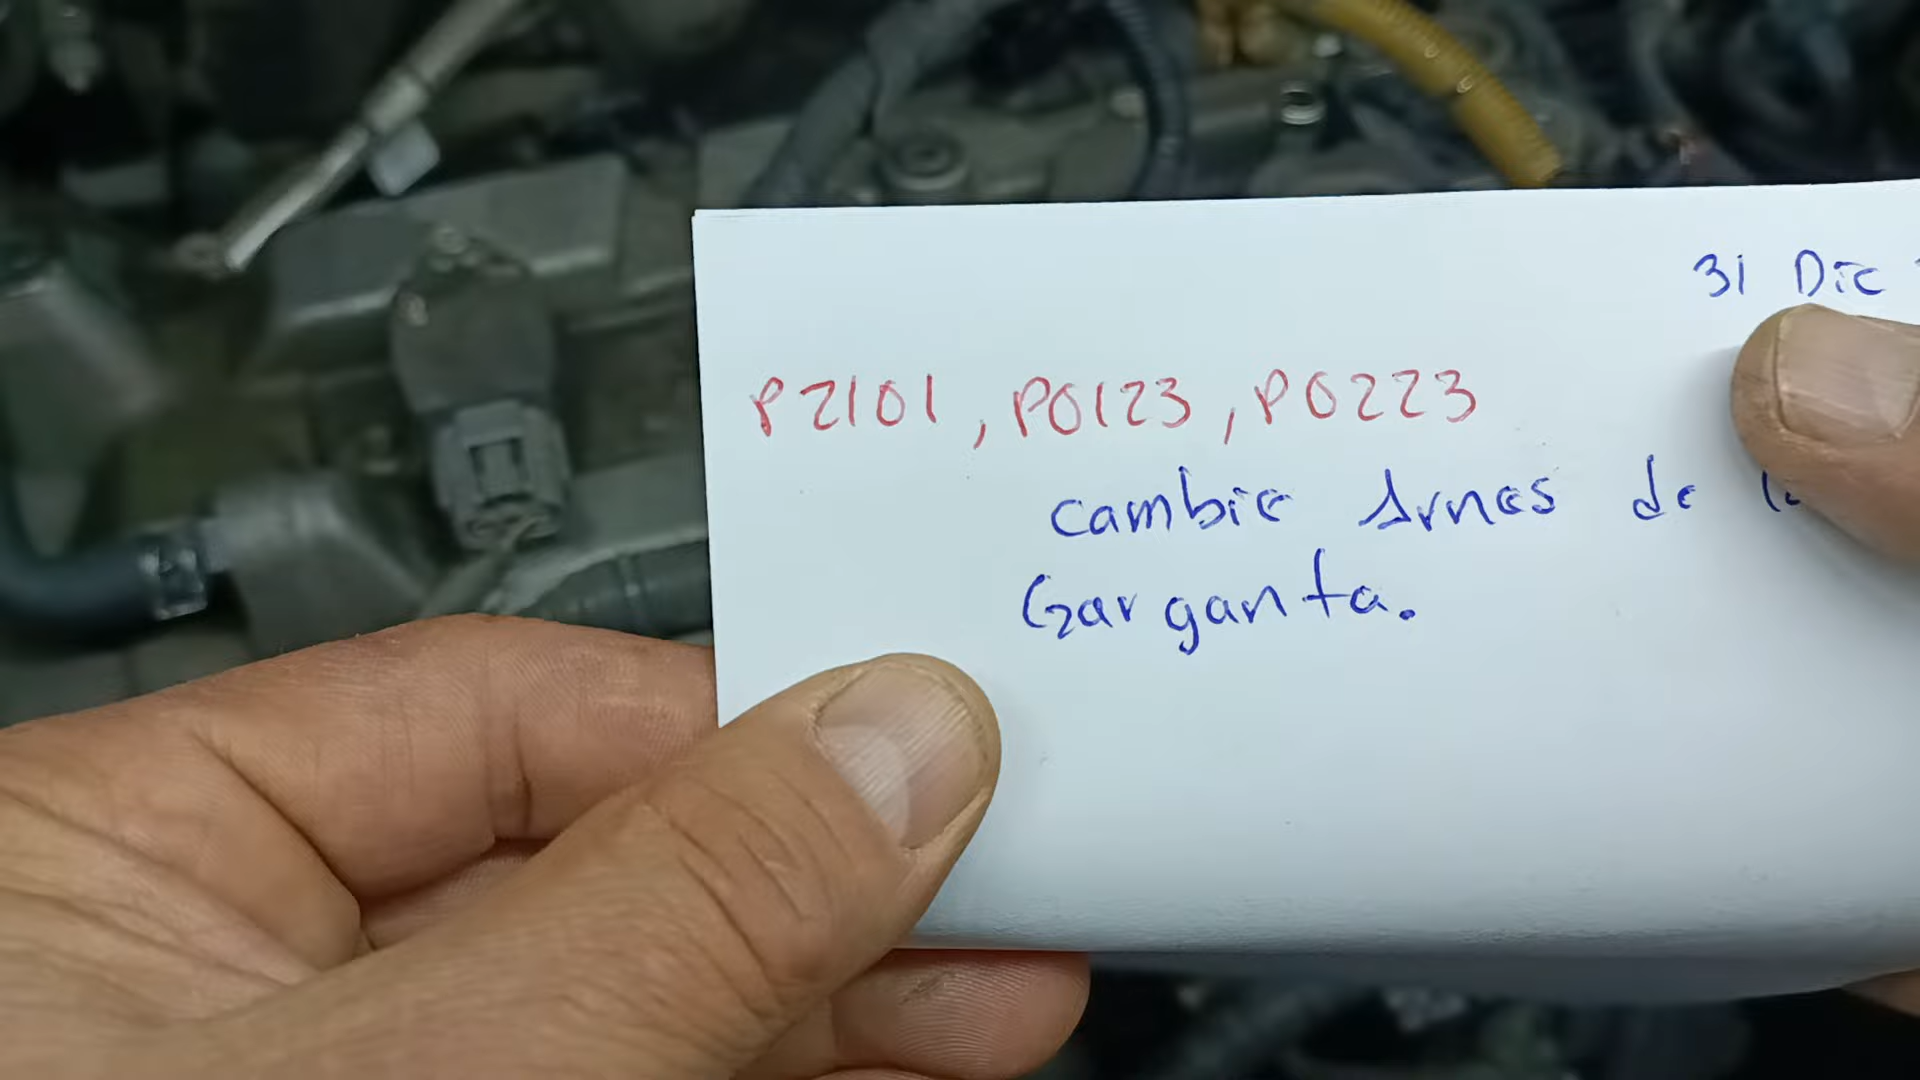 31 Dic
P2101, P0123, P0223
cambie Arnes de
Garganta.